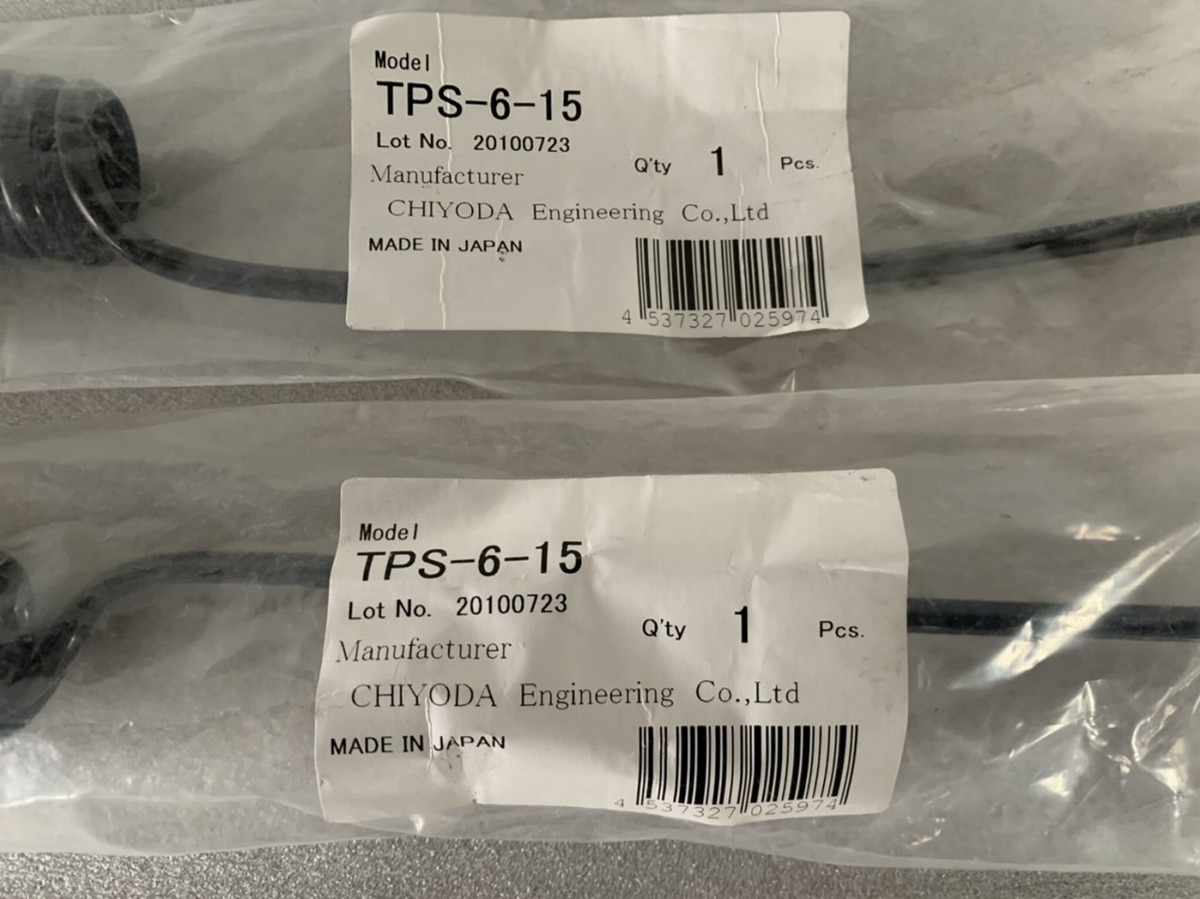 Model
TPS-6-15
Lot No. 20100723
Q'ty 1 Pcs.
Manufacturer
CHIYODA Engineering Co.,Ltd
MADE IN JAPAN
4 537327 025974
Model
TPS-6-15
Lot No. 20100723
Q'ty 1 Pcs.
Manufacturer
CHIYODA Engineering Co.,Ltd
MADE IN JAPAN
4 537327 025974